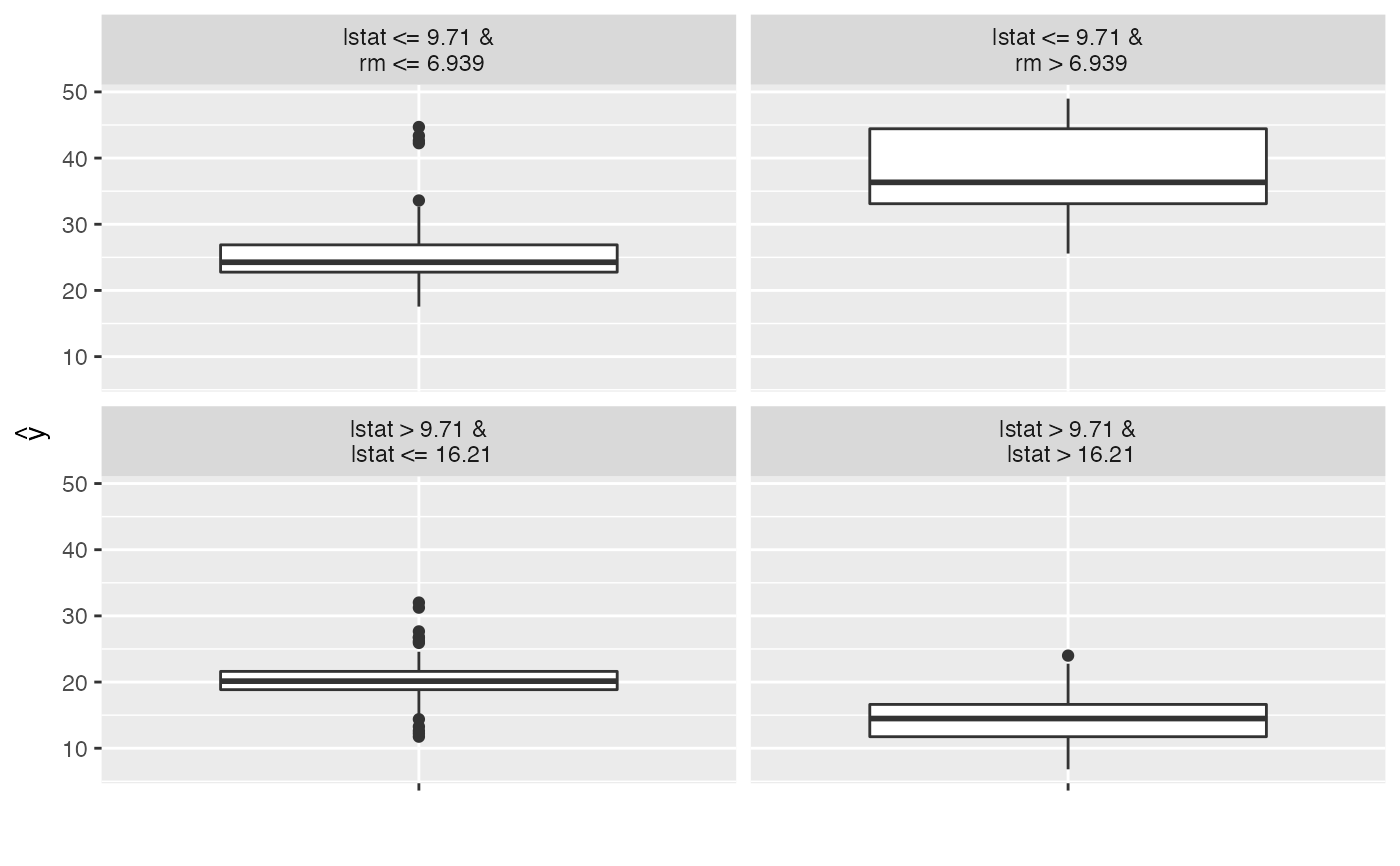 lstat <= 9.71 &
rm <= 6.939
lstat <= 9.71 &
rm > 6.939
50
40
30
20
10
ŷ
lstat > 9.71 &
lstat <= 16.21
lstat > 9.71 &
lstat > 16.21
50
40
30
20
10